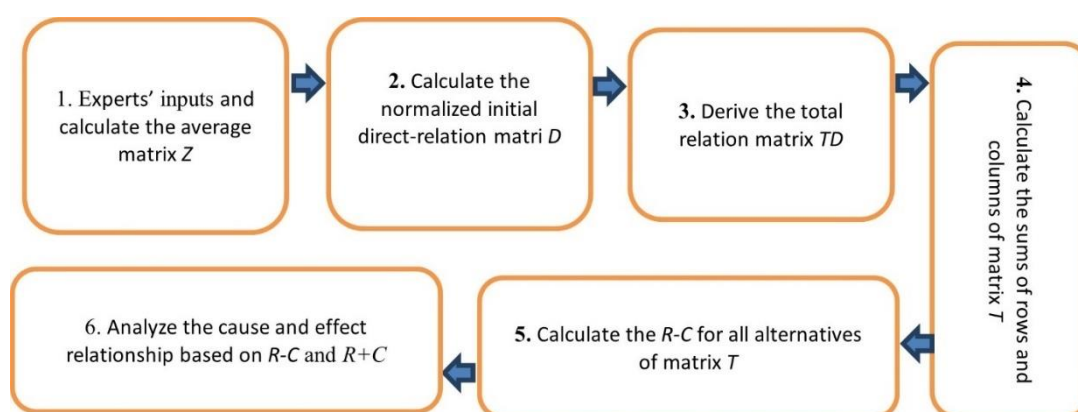 1. Experts’ inputs and
calculate the average
matrix Z
2. Calculate the
normalized initial
direct-relation matri D
3. Derive the total
relation matrix TD
4. Calculate the sums of rows and
columns of matrix T
5. Calculate the R-C for all alternatives
of matrix T
6. Analyze the cause and effect
relationship based on R-C and R+C